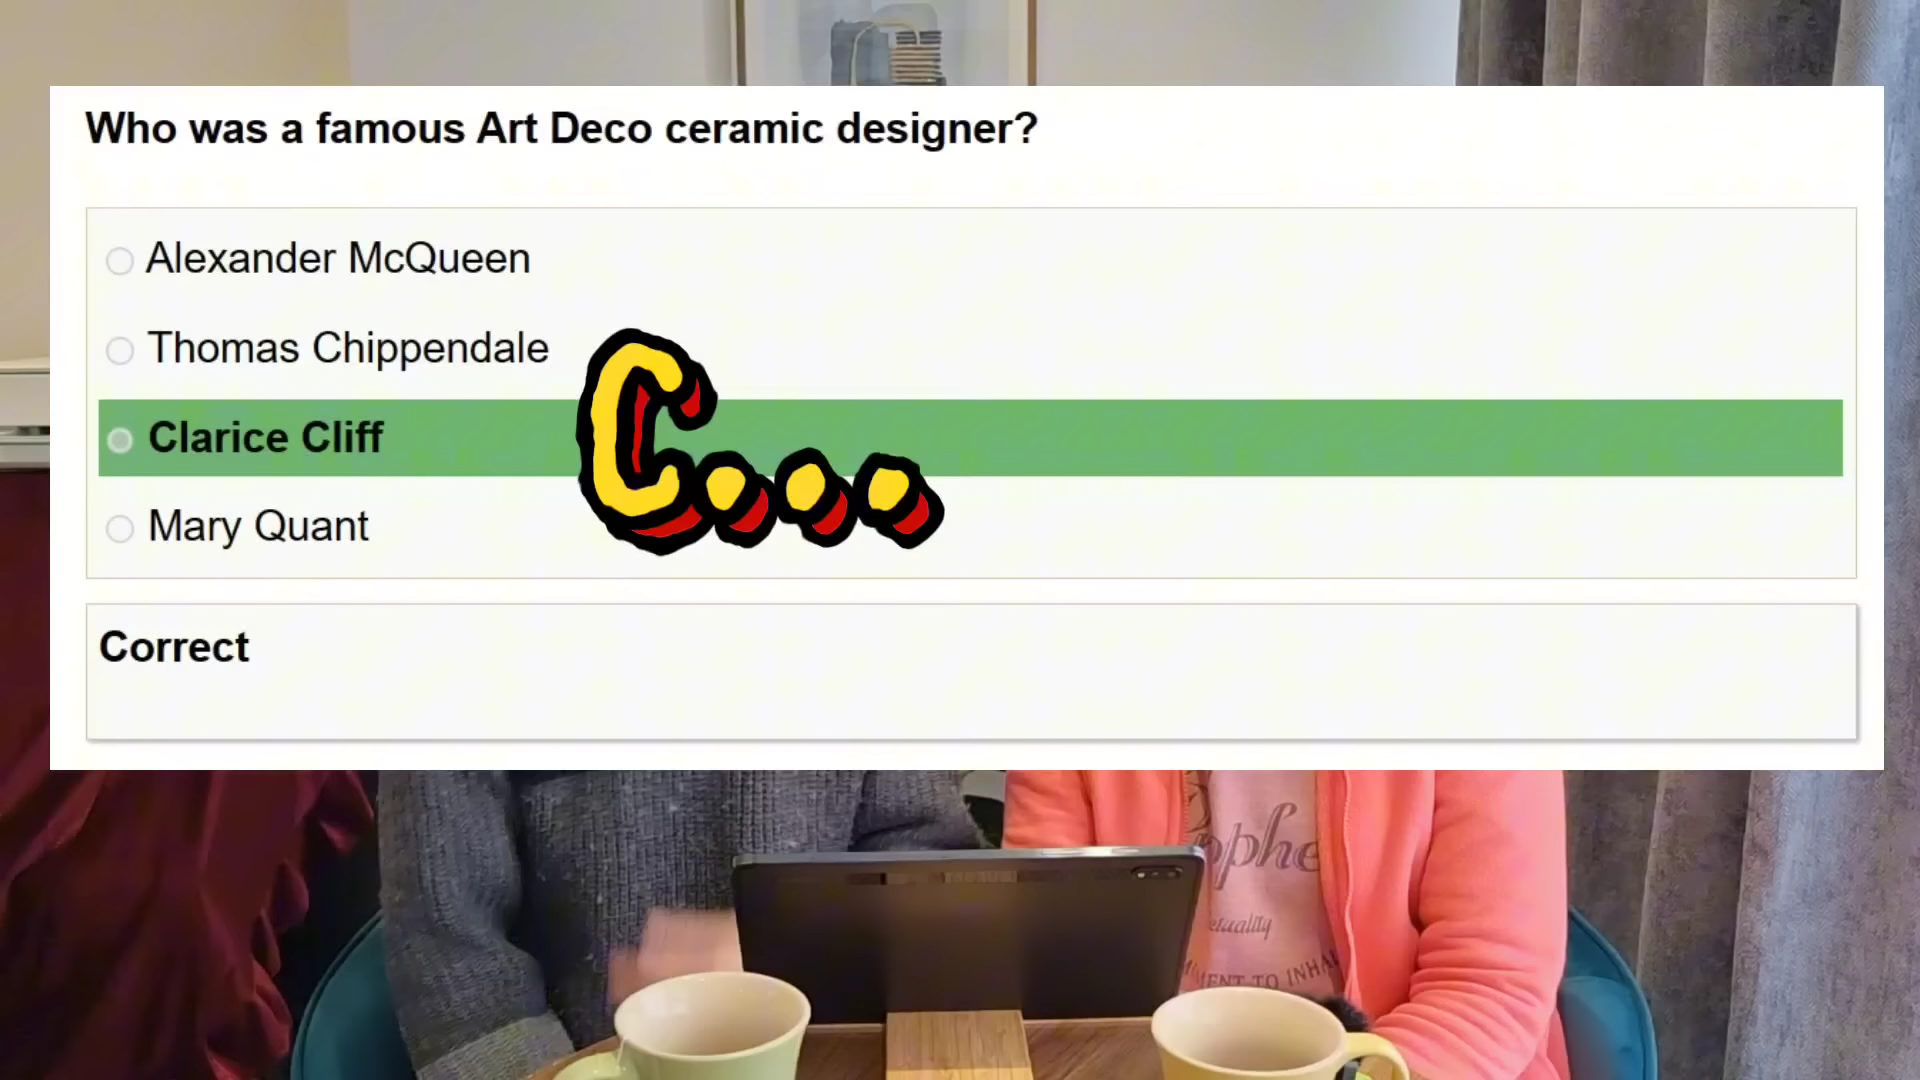 Who was a famous Art Deco ceramic designer?
Alexander McQueen
Thomas Chippendale
Clarice Cliff
C...
Mary Quant
Correct